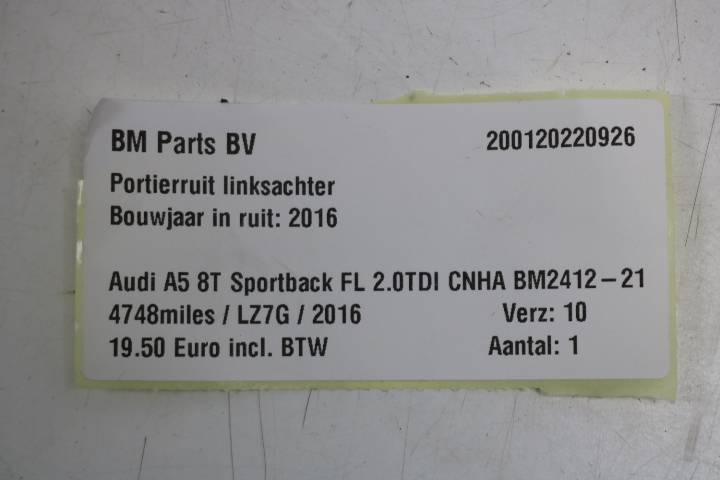 BM Parts BV 200120220926
Portierruit linksachter
Bouwjaar in ruit: 2016
Audi A5 8T Sportback FL 2.0TDI CNHA BM2412-21
4748miles / LZ7G / 2016 Verz: 10
19.50 Euro incl. BTW Aantal: 1